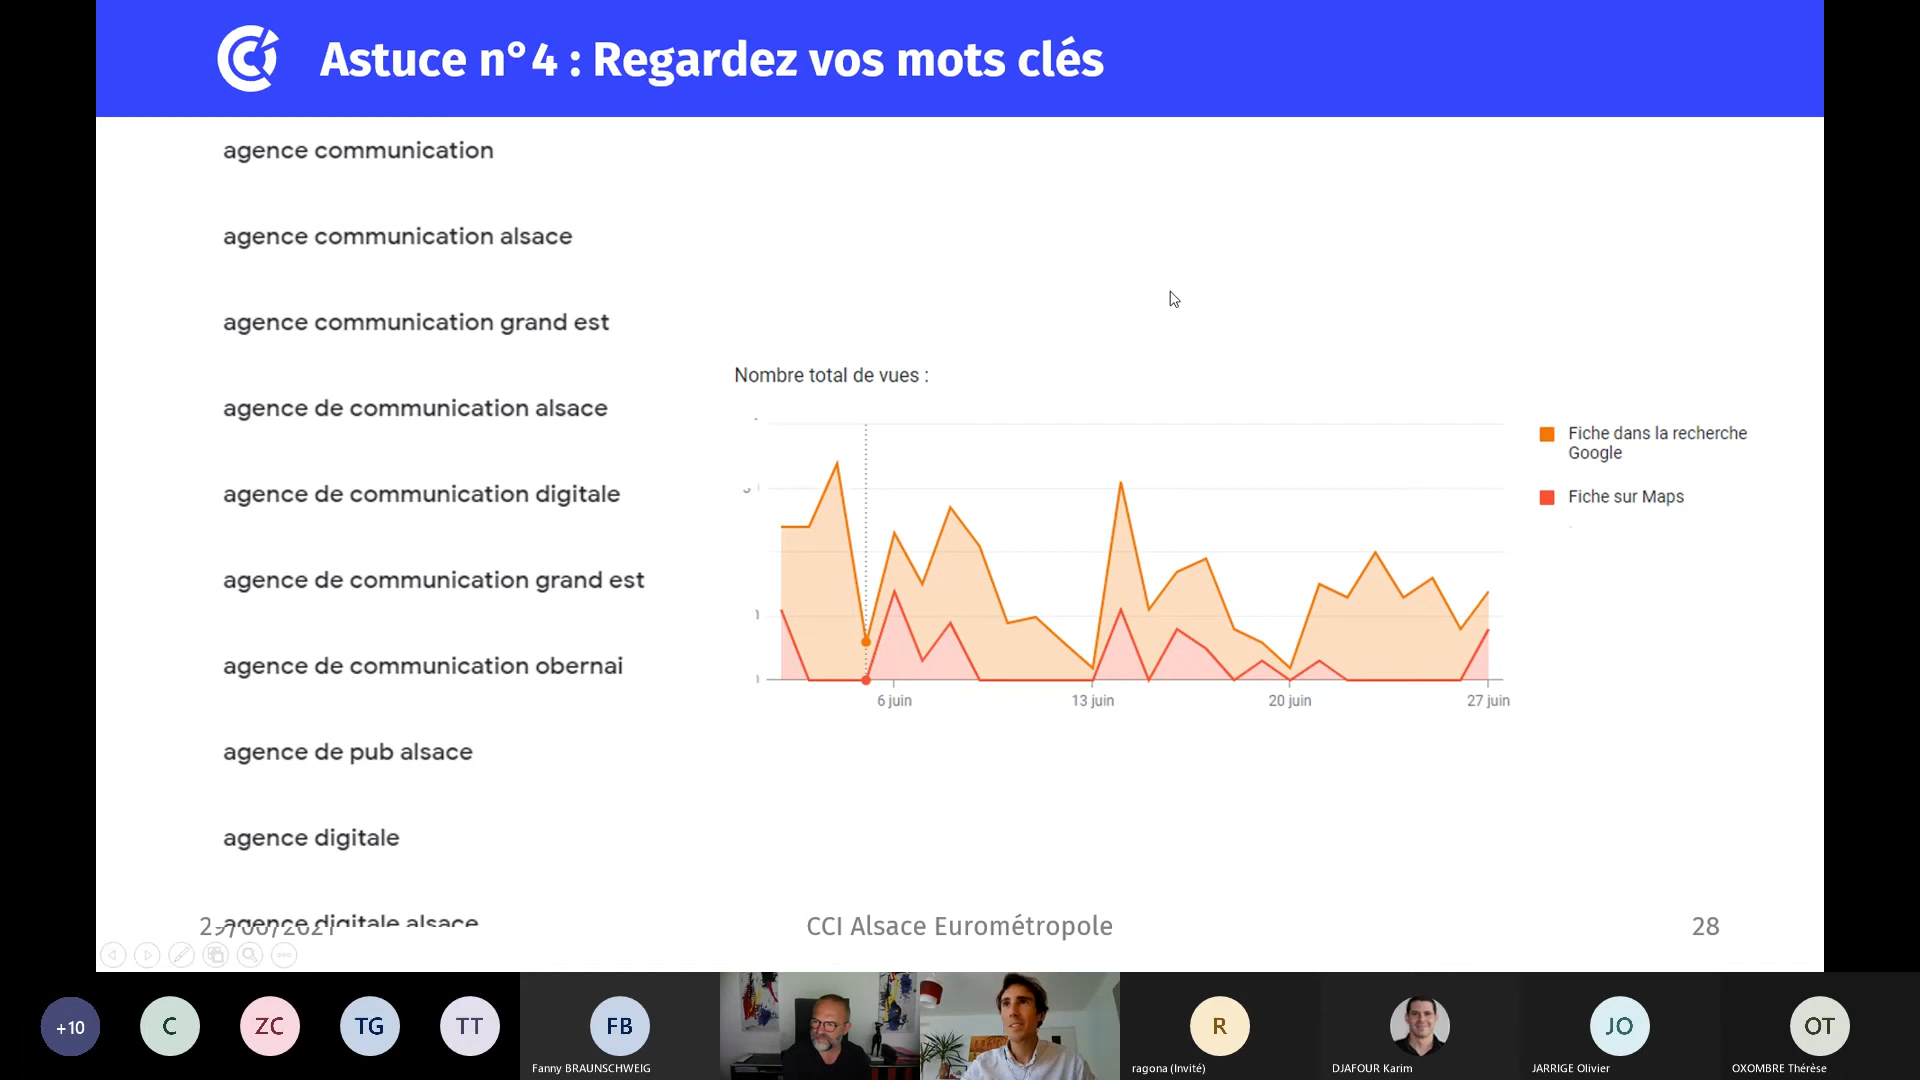 Astuce n°4 : Regardez vos mots clés
agence communication
agence communication alsace
agence communication grand est
agence de communication alsace
agence de communication digitale
agence de communication grand est
agence de communication obernai
agence de pub alsace
agence digitale
agence digitale alsace
Nombre total de vues :
Fiche dans la recherche
Google
Fiche sur Maps
6 juin
13 juin
20 juin
27 juin
CCI Alsace Eurométropole
28
+10
C
ZC
TG
TT
FB
Fanny BRAUNSCHWEIG
R
ragona (Invité)
DJAFOUR Karim
JO
JARRIGE Olivier
OT
OXOMBRE Thérèse